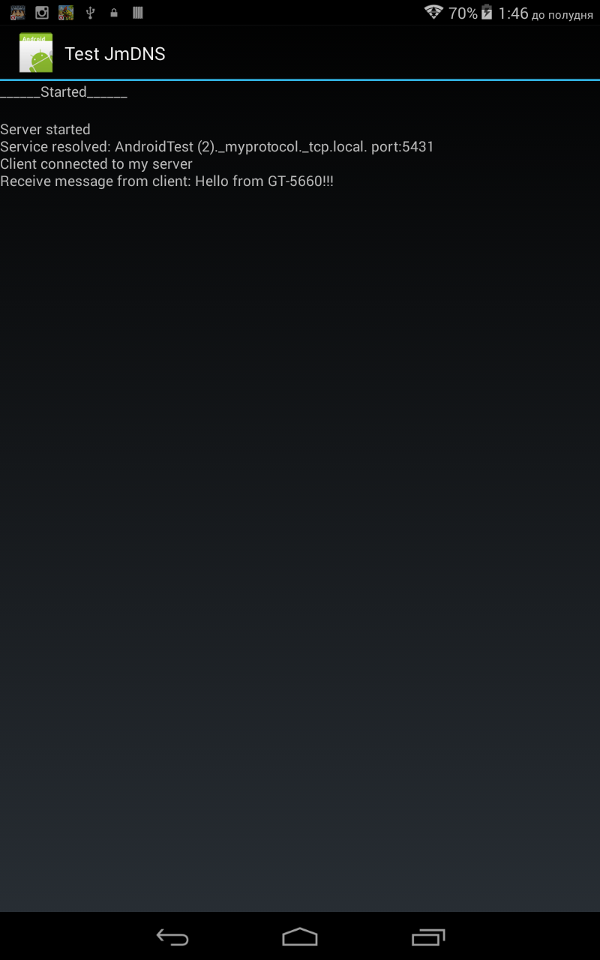 70% 1:46 до полудня
Test JmDNS
______Started______
Server started
Service resolved: AndroidTest (2)._myprotocol._tcp.local. port:5431
Client connected to my server
Receive message from client: Hello from GT-5660!!!